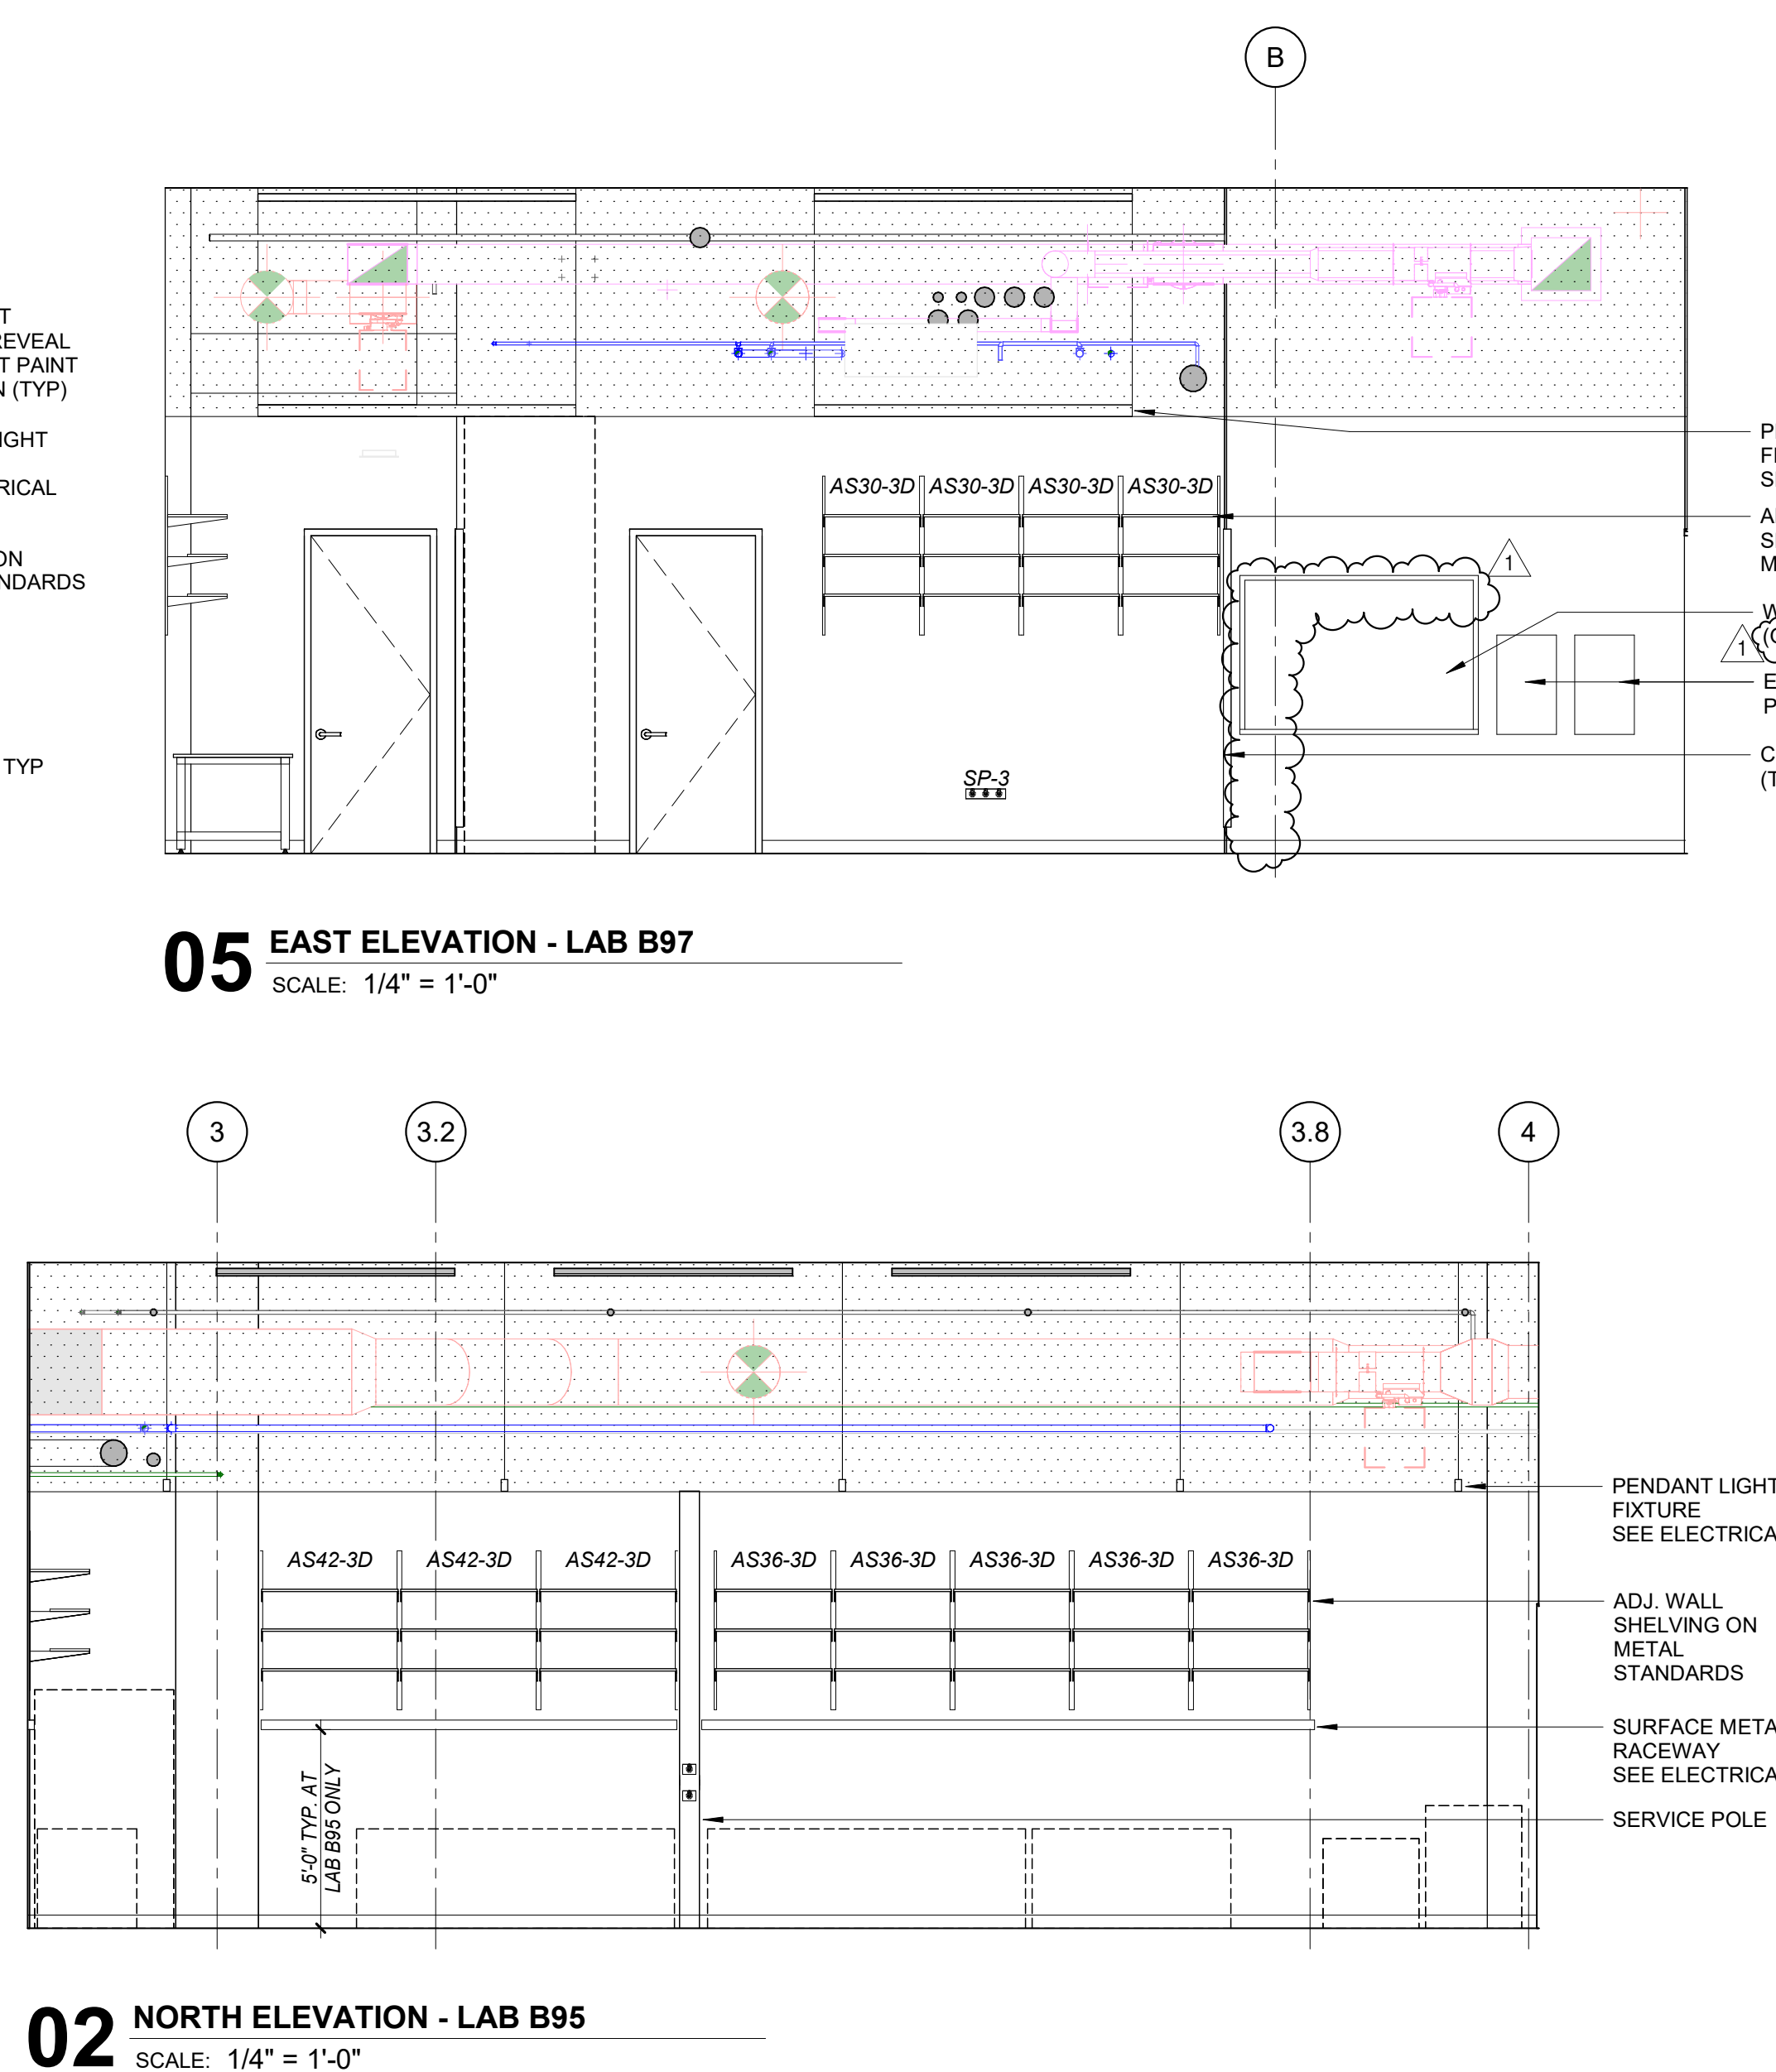 B
T
REVEAL
T PAINT
N (TYP)
IGHT
RICAL
ON
NDARDS
TYP
AS30-3D AS30-3D AS30-3D AS30-3D
SP-3
1
1
SP
M
(T
05 EAST ELEVATION - LAB B97
SCALE: 1/4" = 1'-0"
3 3.2 3.8 4
AS42-3D AS42-3D AS42-3D AS36-3D AS36-3D AS36-3D AS36-3D AS36-3D
5'-0" TYP. AT
LAB B95 ONLY
PENDANT LIGHT
FIXTURE
SEE ELECTRICA
ADJ. WALL
SHELVING ON
METAL
STANDARDS
SURFACE META
RACEWAY
SEE ELECTRICA
SERVICE POLE
02 NORTH ELEVATION - LAB B95
SCALE: 1/4" = 1'-0"